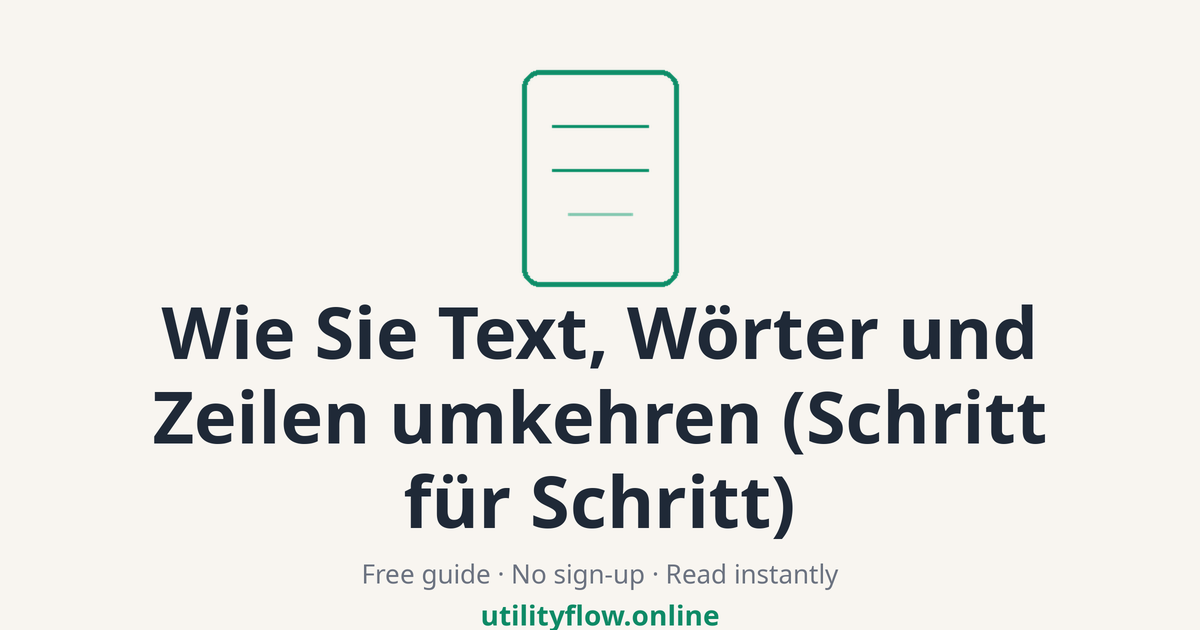 Wie Sie Text, Wörter und
Zeilen umkehren (Schritt
für Schritt)
Free guide · No sign-up · Read instantly
utilityflow.online